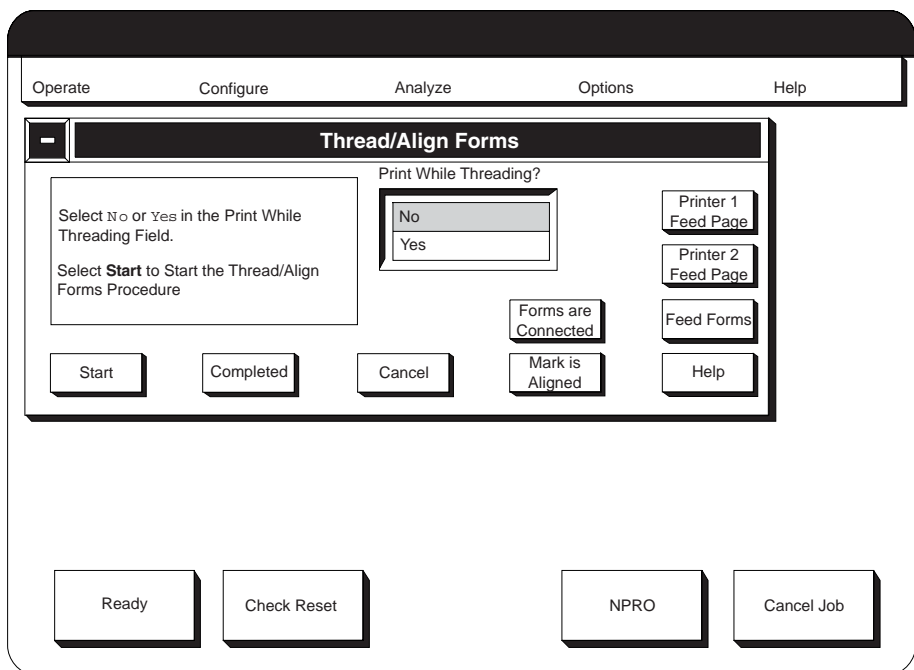 Operate Configure Analyze Options Help
Thread/Align Forms
Print While Threading?
Select No or Yes in the Print While
Threading Field.
Select Start to Start the Thread/Align
Forms Procedure
No
Yes
Printer 1
Feed Page
Printer 2
Feed Page
Forms are
Connected
Feed Forms
Start
Completed
Cancel
Mark is
Aligned
Help
Ready
Check Reset
NPRO
Cancel Job